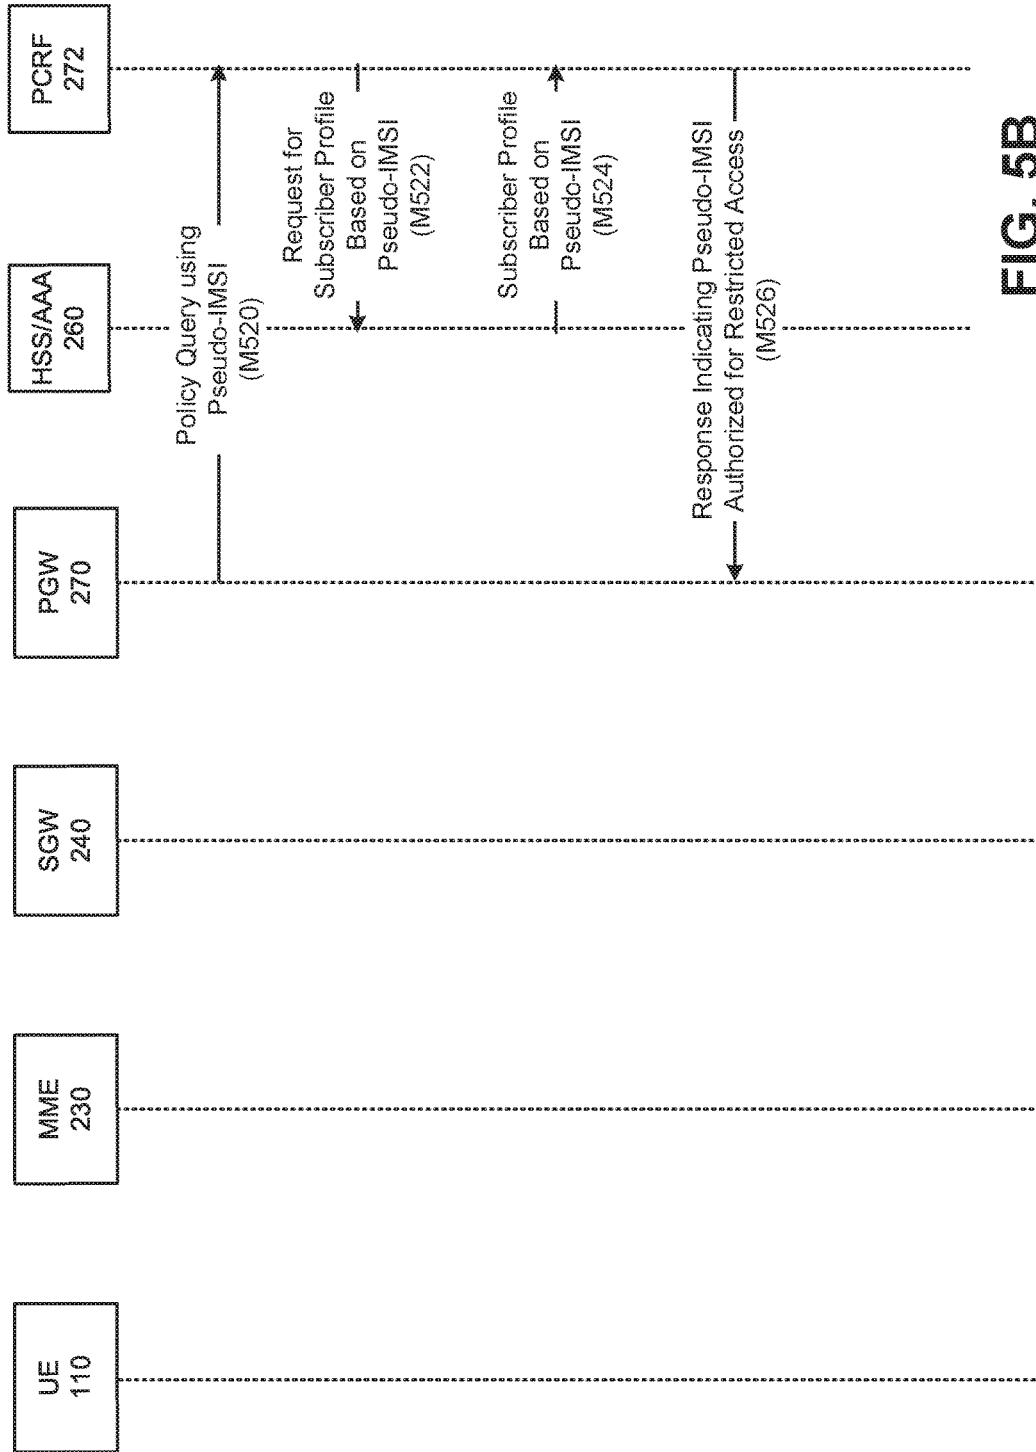 UE
110
MME
230
SGW
240
PGW
270
HSS/AAA
260
PCRF
272
Policy Query using
Pseudo-IMSI
(M520)
Request for
Subscriber Profile
Based on
Pseudo-IMSI
(M522)
Subscriber Profile
Based on
Pseudo-IMSI
(M524)
Response Indicating Pseudo-IMSI
Authorized for Restricted Access
(M526)
FIG. 5B